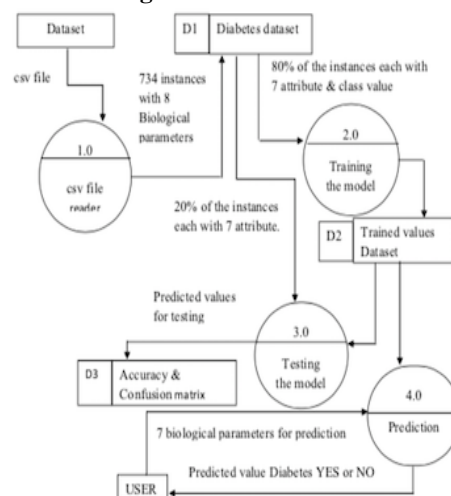 Dataset
D1 Diabetes dataset
csv file
734 instances
with 8
Biological
parameters
80% of the instances each with
7 attribute & class value
1.0
csv file
reader
2.0
Training
the model
20% of the instances
each with 7 attribute.
D2 Trained values
Dataset
Predicted values
for testing
3.0
Testing
the model
D3 Accuracy &
Confusion matrix
4.0
Prediction
7 biological parameters for prediction
Predicted value Diabetes YES or NO
USER